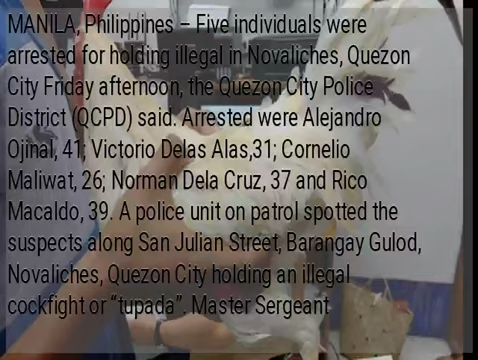 MANILA, Philippines – Five individuals were
arrested for holding illegal in Novaliches, Quezon
City Friday afternoon, the Quezon City Police
District (QCPD) said. Arrested were Alejandro
Ojinal, 41; Victorio Delas Alas,31; Cornelio
Maliwat, 26; Norman Dela Cruz, 37 and Rico
Macaldo, 39. A police unit on patrol spotted the
suspects along San Julian Street, Barangay Gulod,
Novaliches, Quezon City holding an illegal
cockfight or “tupada”. Master Sergeant